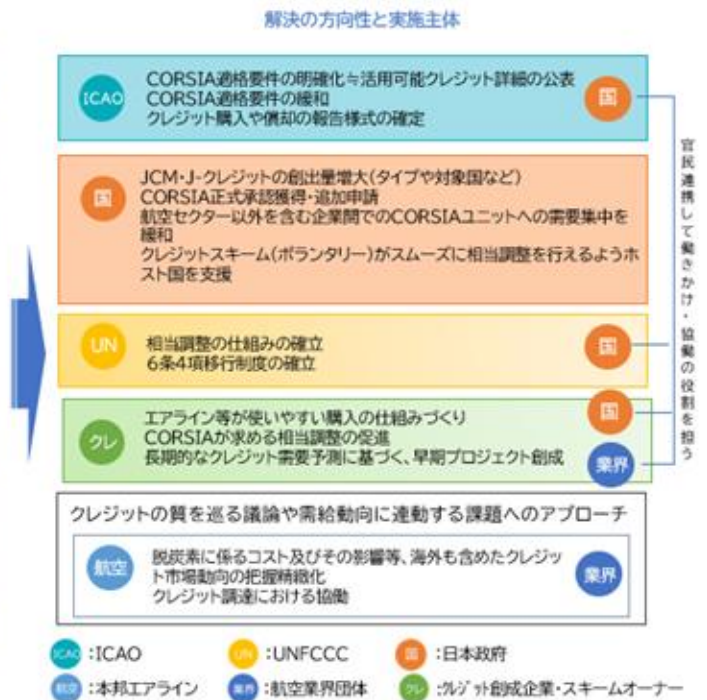 解決の方向性と実施主体
ICAO
CORSIA適格要件の明確化≒活用可能クレジット詳細の公表
CORSIA適格要件の緩和
クレジット購入や償却の報告様式の確定
国
国
JCM・J-クレジットの創出量増大(タイプや対象国など)
CORSIA正式承認獲得・追加申請
航空セクター以外を含む企業間でのCORSIAユニットへの需要集中を
緩和
クレジットスキーム(ボランタリー)がスムーズに相当調整を行えるようホ
スト国を支援
UN
相当調整の仕組みの確立
6条4項移行制度の確立
国
クレ
エアライン等が使いやすい購入の仕組みづくり
CORSIAが求める相当調整の促進
長期的なクレジット需要予測に基づく、早期プロジェクト創成
国
業界
官民連携して働きかけ・協働の役割を担う
クレジットの質を巡る議論や需給動向に連動する課題へのアプローチ
航空
脱炭素に係るコスト及びその影響等、海外も含めたクレジッ
ト市場動向の把握精緻化
クレジット調達における協働
業界
ICAO :ICAO UN :UNFCCC 国 :日本政府
航空 :本邦エアライン 業界 :航空業界団体 クレ :クレジット創成企業・スキームオーナー